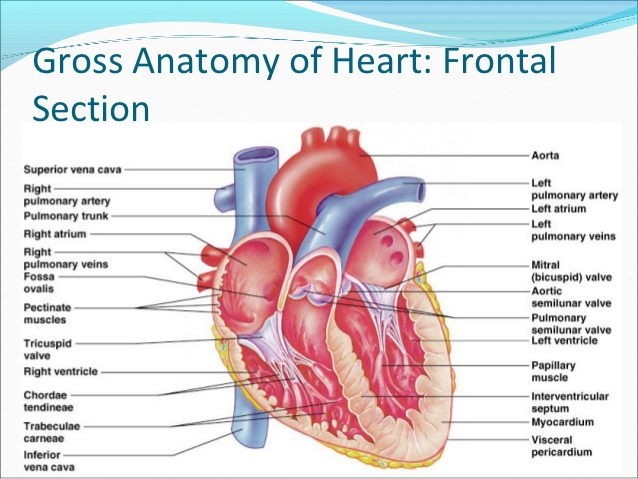 Gross Anatomy of Heart: Frontal
Section
Superior vena cava
Right
pulmonary artery
Pulmonary trunk
Right atrium
Right
pulmonary veins
Fossa
ovalis
Pectinate
muscles
Tricuspid
valve
Right ventricle
Chordae
tendineae
Trabeculae
carneae
Inferior
vena cava
Aorta
Left
pulmonary artery
Left atrium
Left
pulmonary veins
Mitral
(bicuspid) valve
Aortic
semilunar valve
Pulmonary
semilunar valve
Left ventricle
Papillary
muscle
Interventricular
septum
Myocardium
Visceral
pericardium